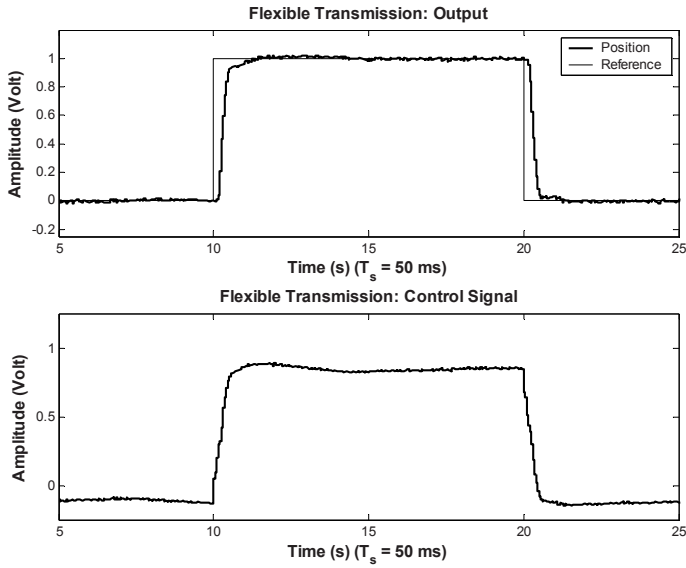 Flexible Transmission: Output
Amplitude (Volt)
1
0.8
0.6
0.4
0.2
0
-0.2
Position
Reference
5 10 15 20 25
Time (s) (Ts = 50 ms)
Flexible Transmission: Control Signal
Amplitude (Volt)
1
0.5
0
5 10 15 20 25
Time (s) (Ts = 50 ms)